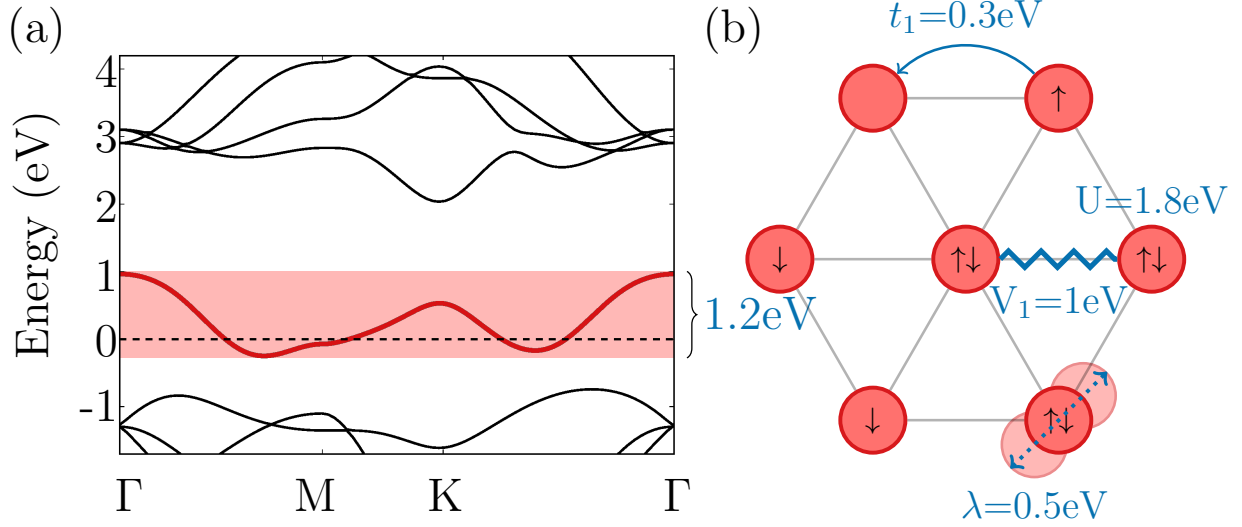 (a)
Energy (eV)
4
3
2
1
0
-1
Γ
M
K
Γ
1.2eV
(b)
t₁=0.3eV
↑
U=1.8eV
↓
↑↓
↑↓
V₁=1eV
↓
↑↓
λ=0.5eV